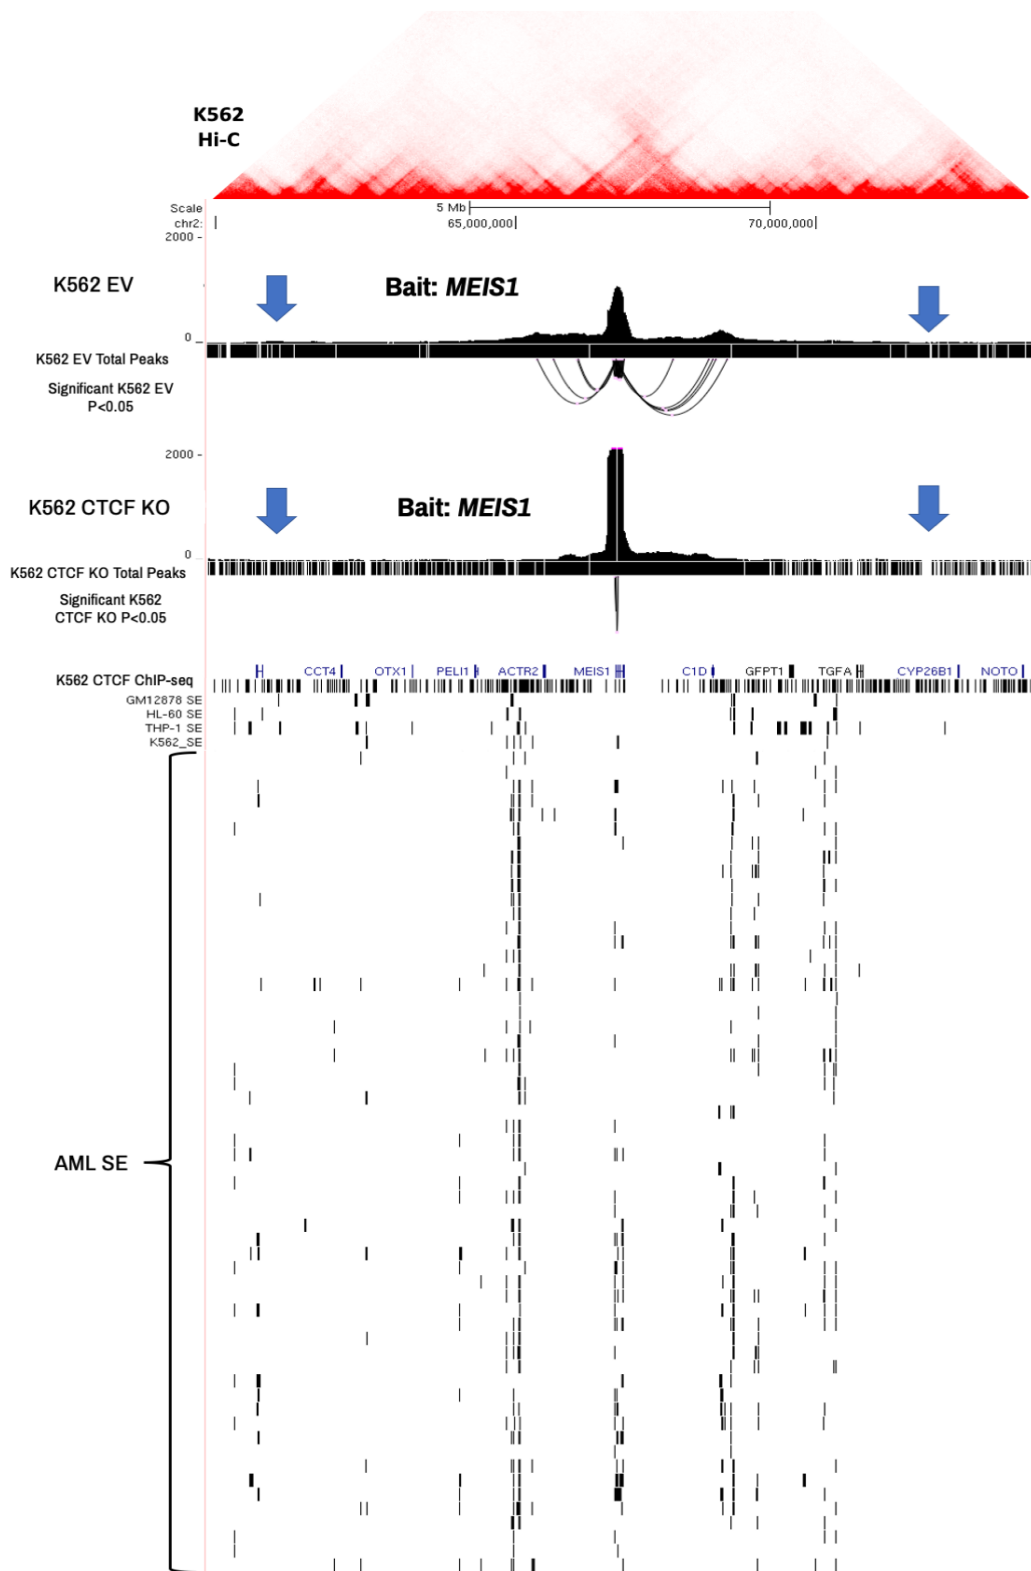 K562
Hi-C
Scale
5 Mb
chr2:
65,000,000
70,000,000
2000 -
K562 EV
Bait: MEIS1
0 _
K562 EV Total Peaks
Significant K562 EV
P<0.05
2000 -
K562 CTCF KO
Bait: MEIS1
0 _
K562 CTCF KO Total Peaks
Significant K562
CTCF KO P<0.05
CCT4 OTX1 PELI1 ACTR2 MEIS1 C1D GFPT1 TGFA CYP26B1 NOTO
K562 CTCF ChIP-seq
GM12878 SE
HL-60 SE
THP-1 SE
K562_SE
AML SE